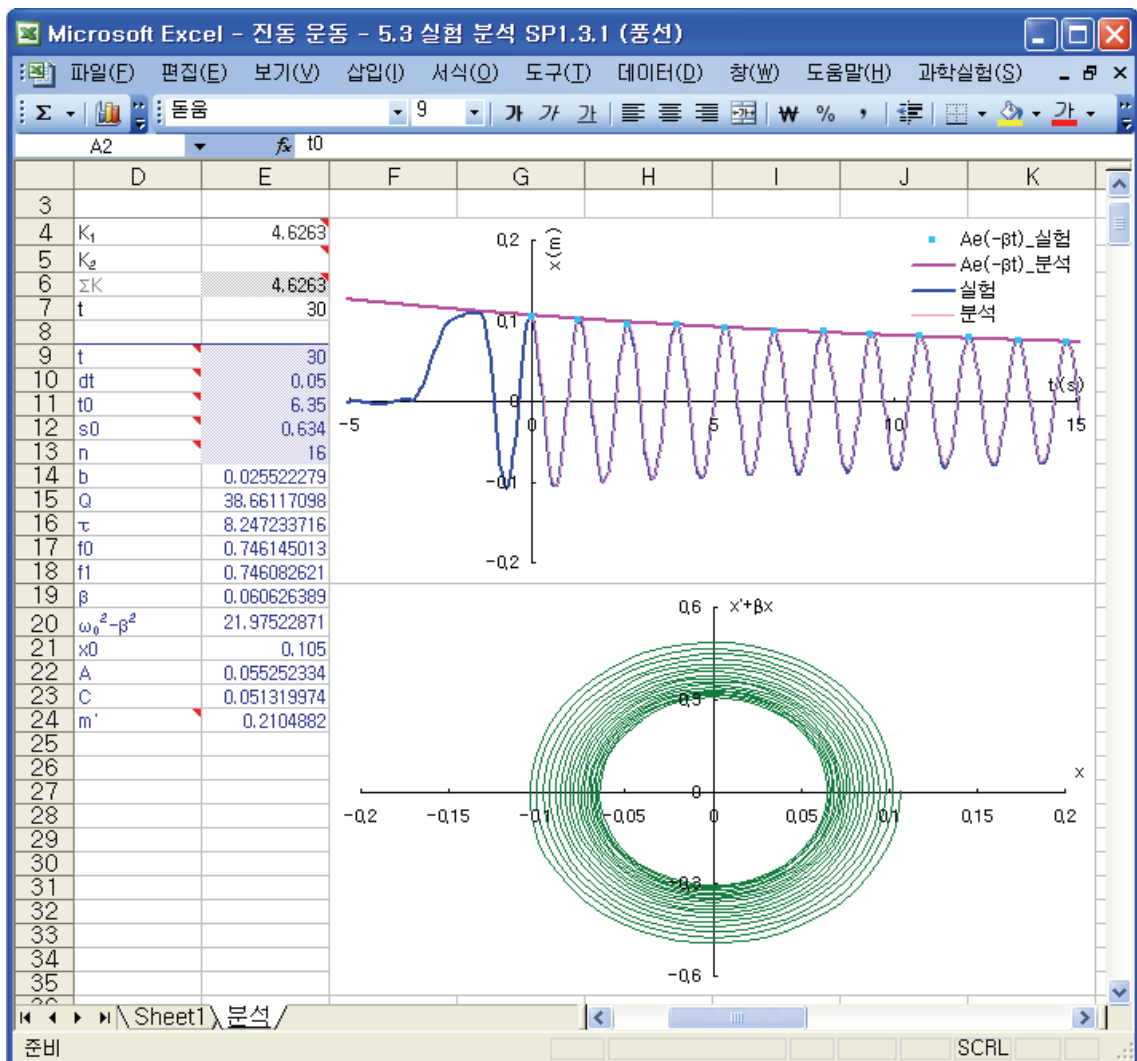 Microsoft Excel - 진동 운동 - 5.3 실험 분석 SP1.3.1 (풍선)
파일(F) 편집(E) 보기(V) 삽입(I) 서식(O) 도구(T) 데이터(D) 창(W) 도움말(H) 과학실험(S)
Σ 돋움 9 가 가 가 ₩ % , 가
A2 fx t0
D E F G H I J K
3
4 K₁ 4.6263
5 K₂
6 ΣK 4.6263
7 t 30
8
9 t 30
10 dt 0.05
11 t0 6.35
12 s0 0.634
13 n 16
14 b 0.025522279
15 Q 38.66117098
16 τ 8.247233716
17 f0 0.746145013
18 f1 0.746082621
19 β 0.060626389
20 ω₀²-β² 21.97522871
21 x0 0.105
22 A 0.055252334
23 C 0.051319974
24 m' 0.2104882
25
26
27
28
29
30
31
32
33
34
35
x(m)
0.2
0.1
0
-0.1
-0.2
-5 0 5 10 15
t(s)
Ae(-βt)_실험
Ae(-βt)_분석
실험
분석
0.6 x'+βx
0.3
0
-0.3
-0.6
x
-0.2 -0.15 -0.1 -0.05 0 0.05 0.1 0.15 0.2
Sheet1 분석
준비 SCRL